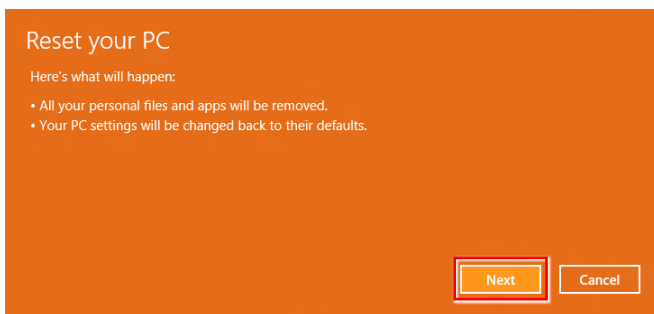 Reset your PC
Here's what will happen:
• All your personal files and apps will be removed.
• Your PC settings will be changed back to their defaults.
Next Cancel